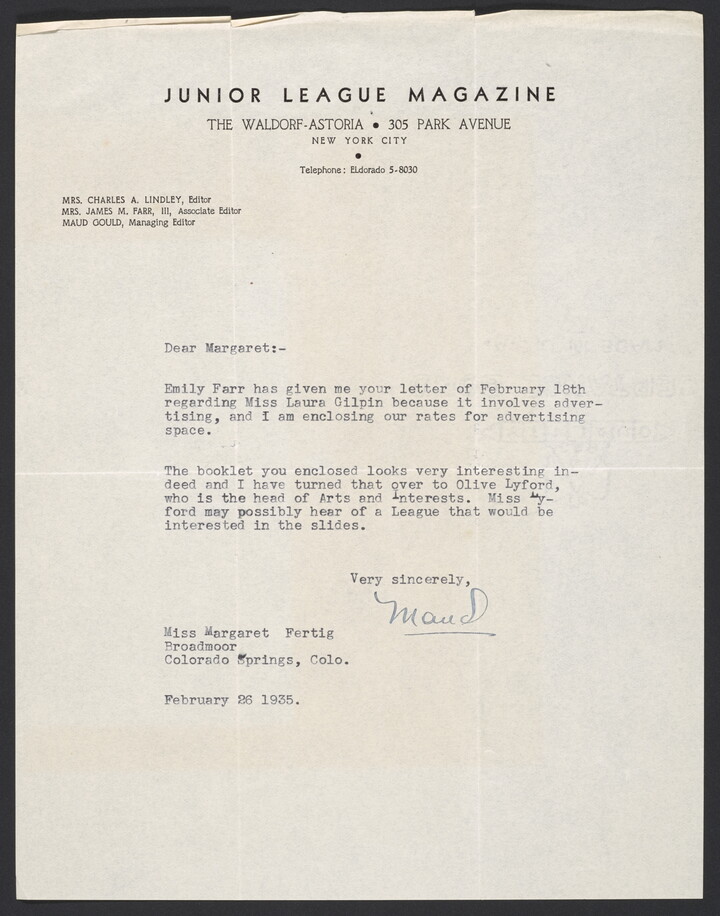 JUNIOR LEAGUE MAGAZINE
THE WALDORF-ASTORIA ● 305 PARK AVENUE
NEW YORK CITY
●
Telephone: ELdorado 5-8030
MRS. CHARLES A. LINDLEY, Editor
MRS. JAMES M. FARR, III, Associate Editor
MAUD GOULD, Managing Editor
Dear Margaret:-
Emily Farr has given me your letter of February 18th
regarding Miss Laura Gilpin because it involves adver-
tising, and I am enclosing our rates for advertising
space.
The booklet you enclosed looks very interesting in-
deed and I have turned that over to Olive Lyford,
who is the head of Arts and Interests. Miss Ly-
ford may possibly hear of a League that would be
interested in the slides.
Very sincerely,
Maud
Miss Margaret Fertig
Broadmoor
Colorado Springs, Colo.
February 26 1935.